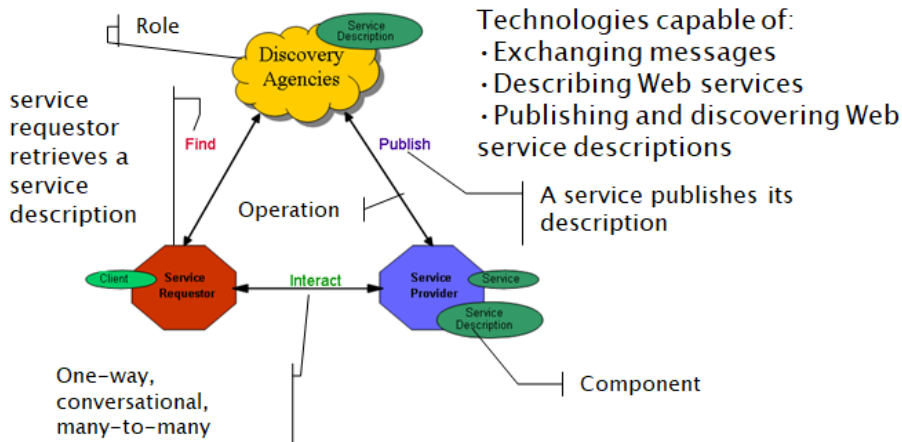 Role
Service
Description
Discovery
Agencies
Technologies capable of:
•Exchanging messages
•Describing Web services
•Publishing and discovering Web
service descriptions
service
requestor
retrieves a
service
description
Find
Publish
Operation
A service publishes its
description
Client
Service
Requestor
Interact
Service
Provider
Service
Service
Description
One-way,
conversational,
many-to-many
Component